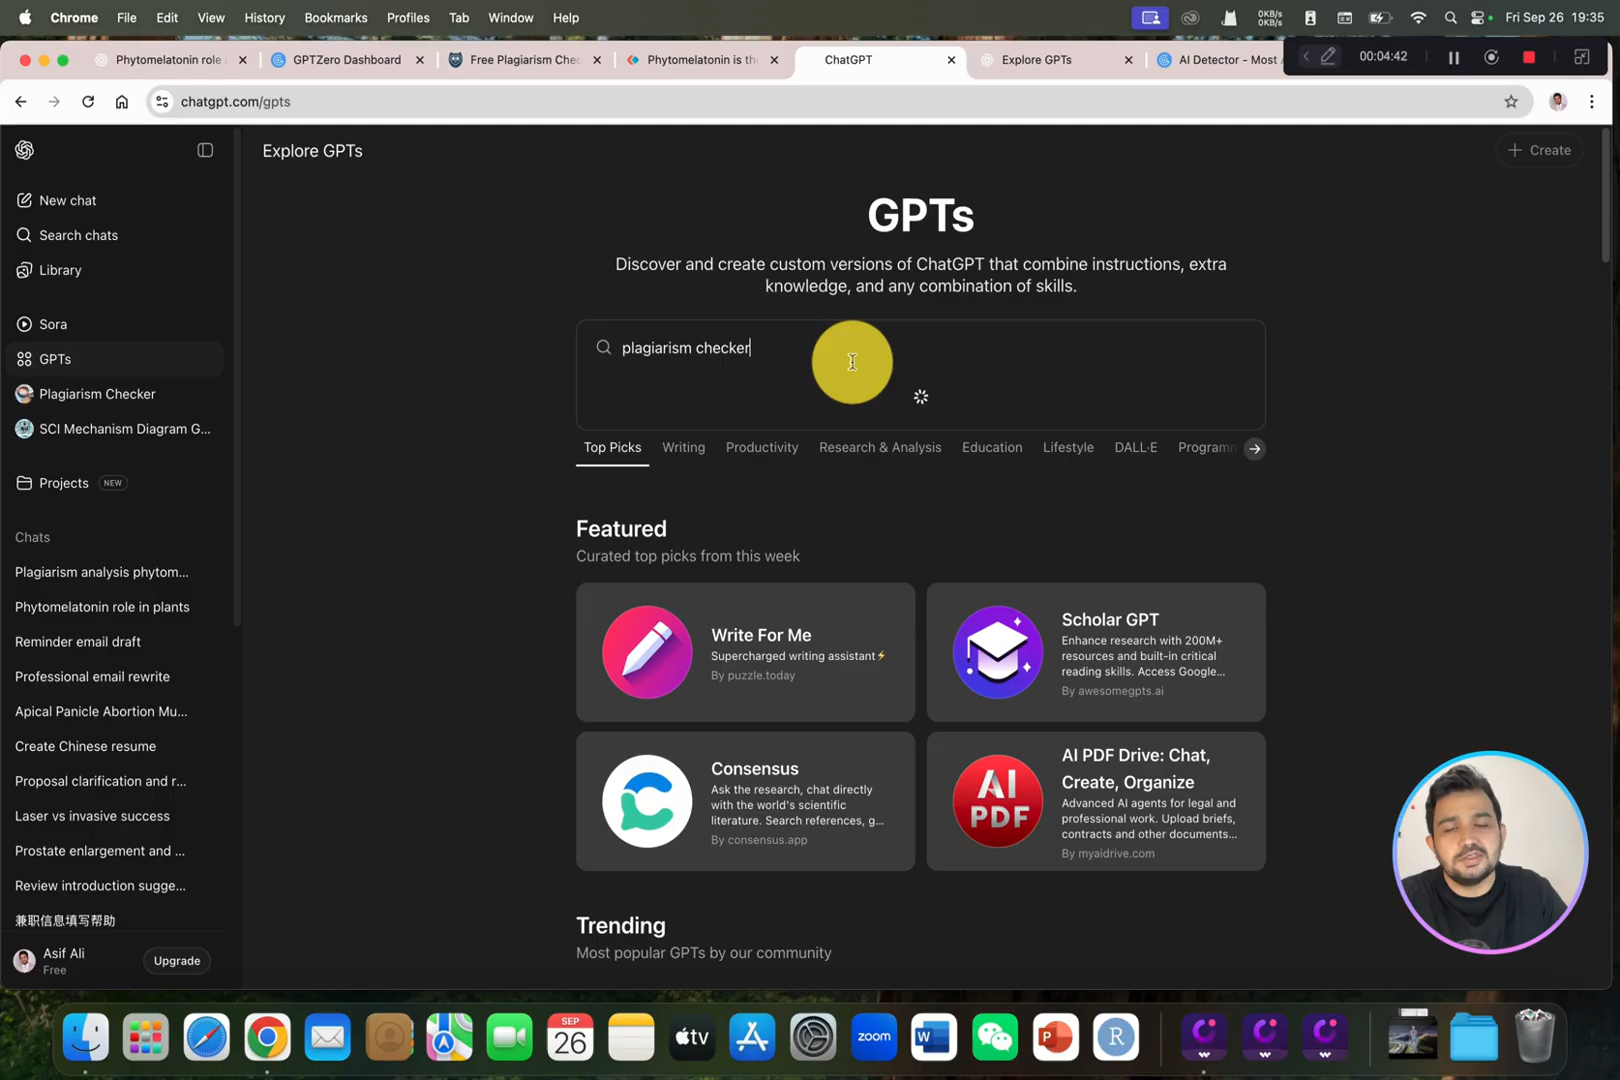 Chrome File Edit View History Bookmarks Profiles Tab Window Help
0KB/s
0KB/s
Fri Sep 26 19:35
Phytomelatonin role
GPTZero Dashboard
Free Plagiarism Chec
Phytomelatonin is th
ChatGPT
Explore GPTs
AI Detector - Most
00:04:42
chatgpt.com/gpts
Explore GPTs
Create
New chat
Search chats
Library
Sora
GPTs
Plagiarism Checker
SCI Mechanism Diagram G...
Projects NEW
Chats
Plagiarism analysis phytom...
Phytomelatonin role in plants
Reminder email draft
Professional email rewrite
Apical Panicle Abortion Mu...
Create Chinese resume
Proposal clarification and r...
Laser vs invasive success
Prostate enlargement and ...
Review introduction sugge...
兼职信息填写帮助
Asif Ali
Free
Upgrade
GPTs
Discover and create custom versions of ChatGPT that combine instructions, extra
knowledge, and any combination of skills.
plagiarism checker
Top Picks Writing Productivity Research & Analysis Education Lifestyle DALL·E Programm
Featured
Curated top picks from this week
Write For Me
Supercharged writing assistant⚡
By puzzle.today
Scholar GPT
Enhance research with 200M+
resources and built-in critical
reading skills. Access Google...
By awesomegpts.ai
Consensus
Ask the research, chat directly
with the world's scientific
literature. Search references, g...
By consensus.app
AI
PDF
AI PDF Drive: Chat,
Create, Organize
Advanced AI agents for legal and
professional work. Upload briefs,
contracts and other documents...
By myaidrive.com
Trending
Most popular GPTs by our community
SEP
26
tv
zoom
W
P
R